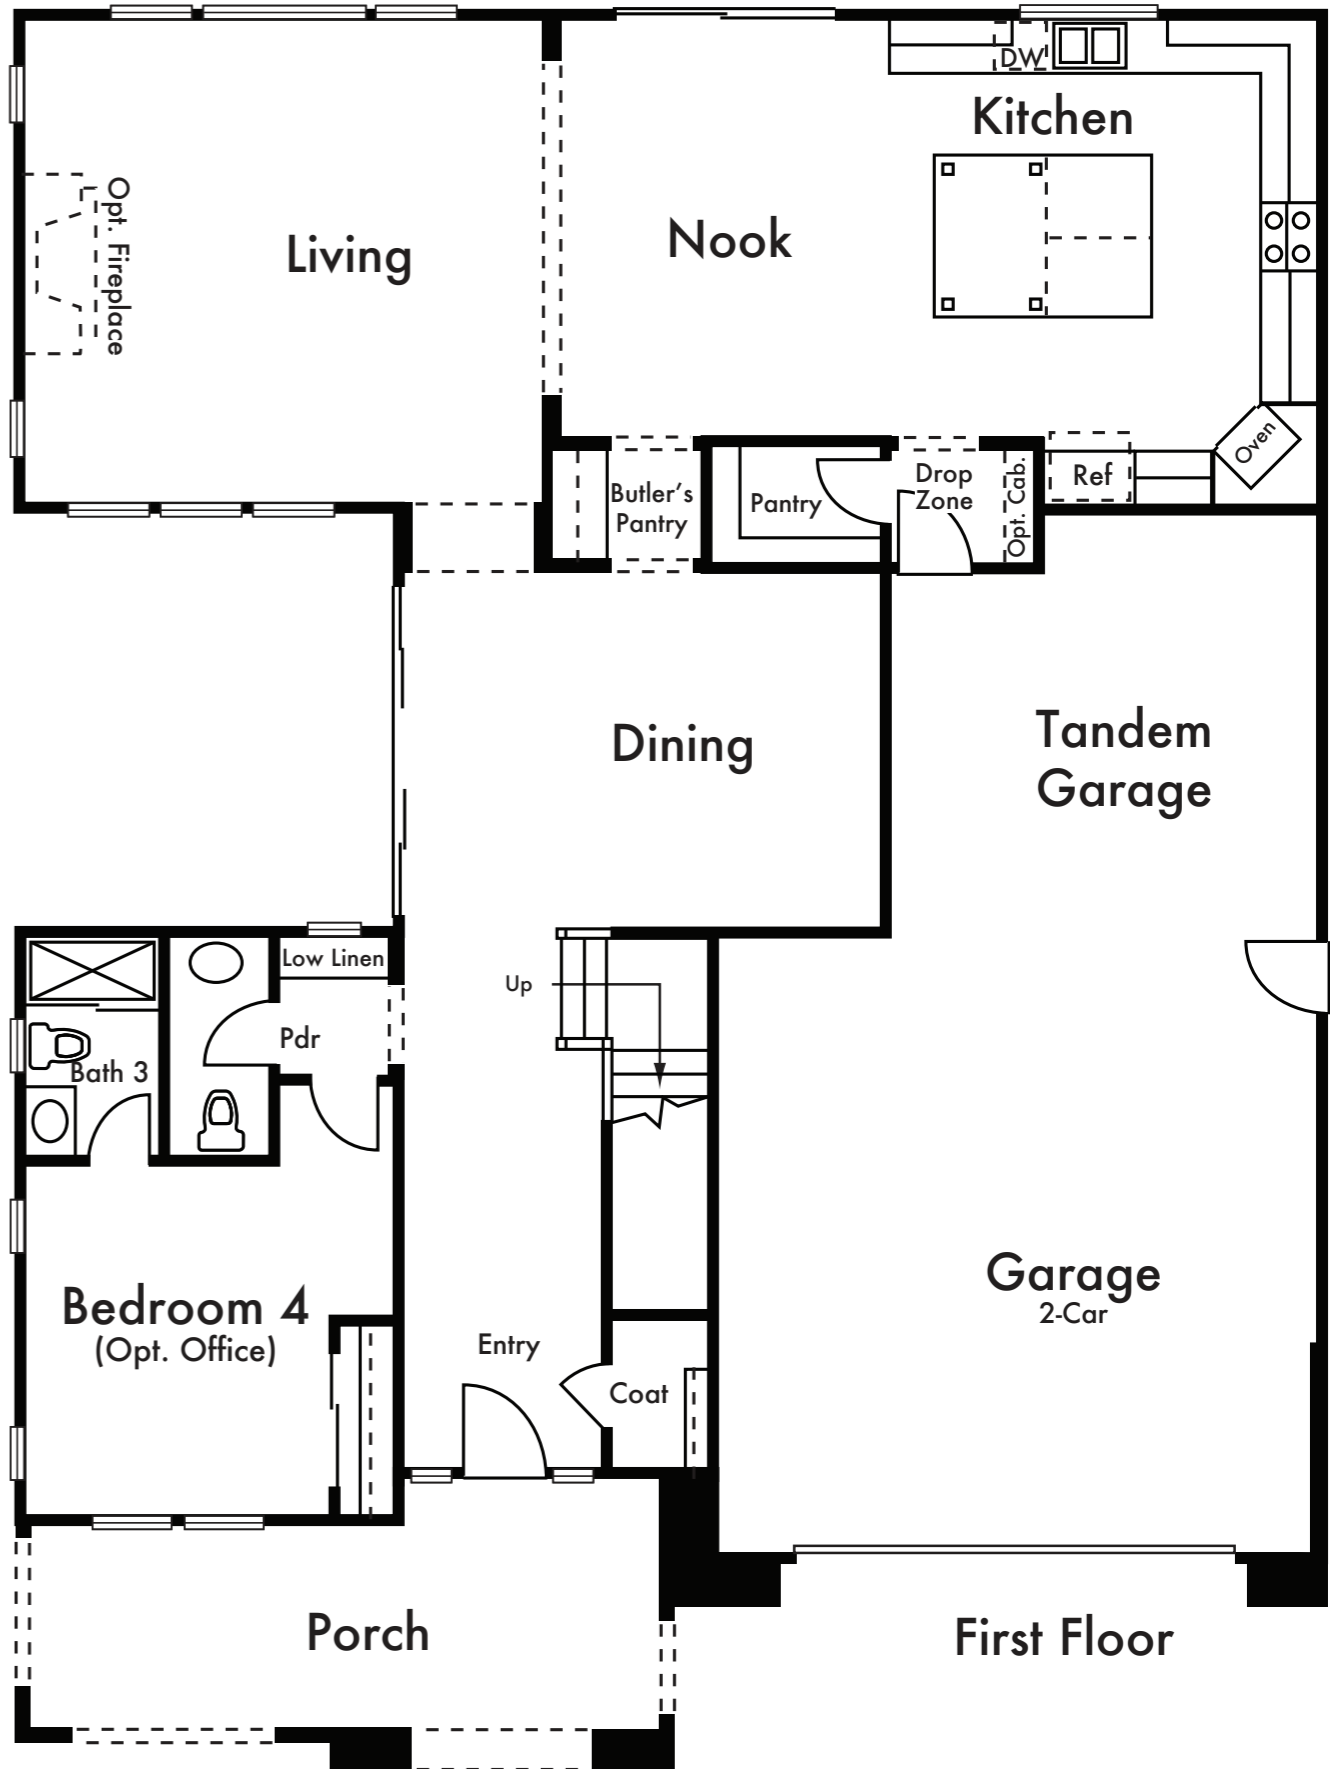 DW
Kitchen
Opt. Fireplace
Living
Nook
Oven
Butler's
Pantry
Pantry
Drop
Zone
Opt. Cab.
Ref
Tandem
Garage
Dining
Low Linen
Up
Pdr
Bath 3
Bedroom 4
(Opt. Office)
Entry
Coat
Garage
2-Car
Porch
First Floor